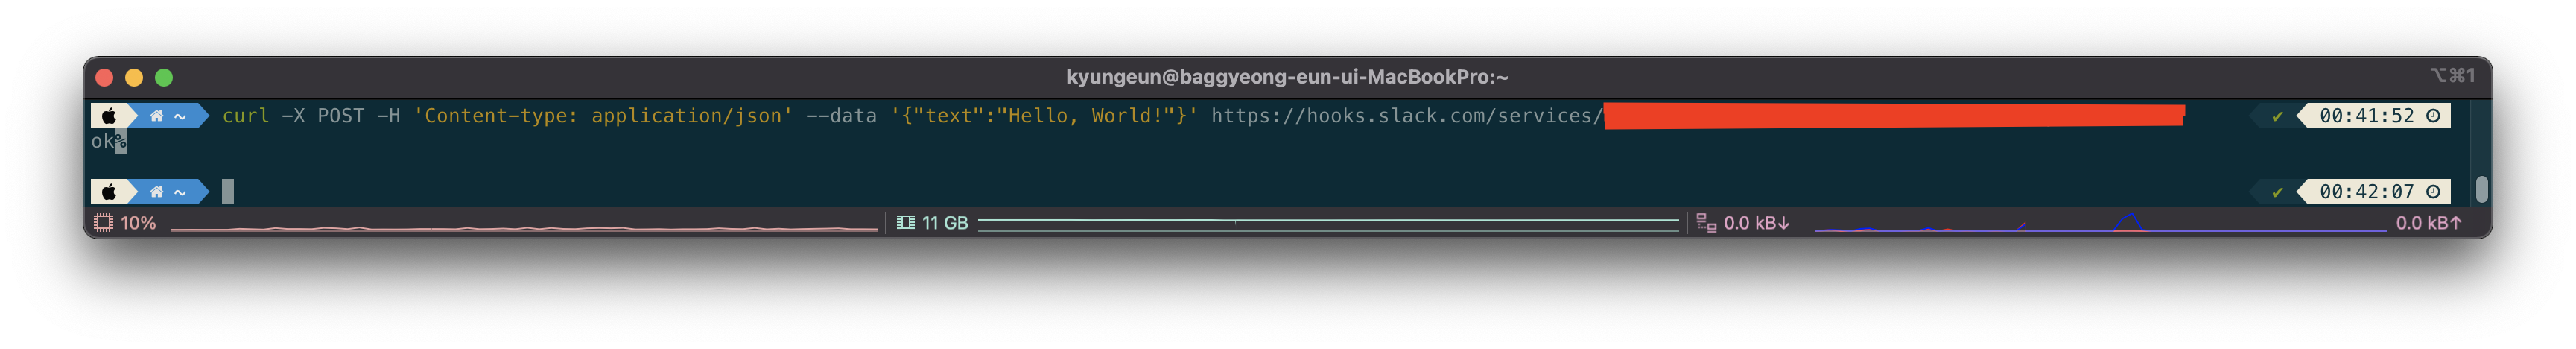 kyungeun@baggyeong-eun-ui-MacBookPro:~
⌥⌘1
~ curl -X POST -H 'Content-type: application/json' --data '{"text":"Hello, World!"}' https://hooks.slack.com/services/ ✔ 00:41:52
ok%
~ ✔ 00:42:07
10% 11 GB 0.0 kB↓ 0.0 kB↑